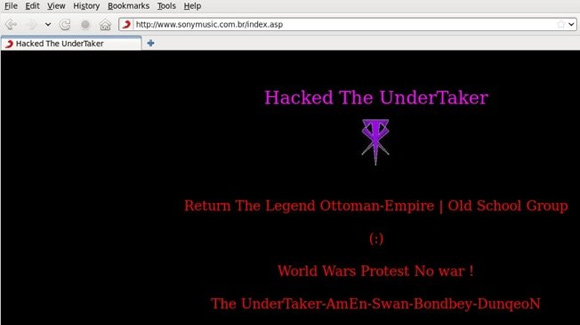 File Edit View History Bookmarks Tools Help
http://www.sonymusic.com.br/index.asp
Hacked The UnderTaker
Hacked The UnderTaker
Return The Legend Ottoman-Empire | Old School Group
(:)
World Wars Protest No war !
The UnderTaker-AmEn-Swan-Bondbey-DunqeoN